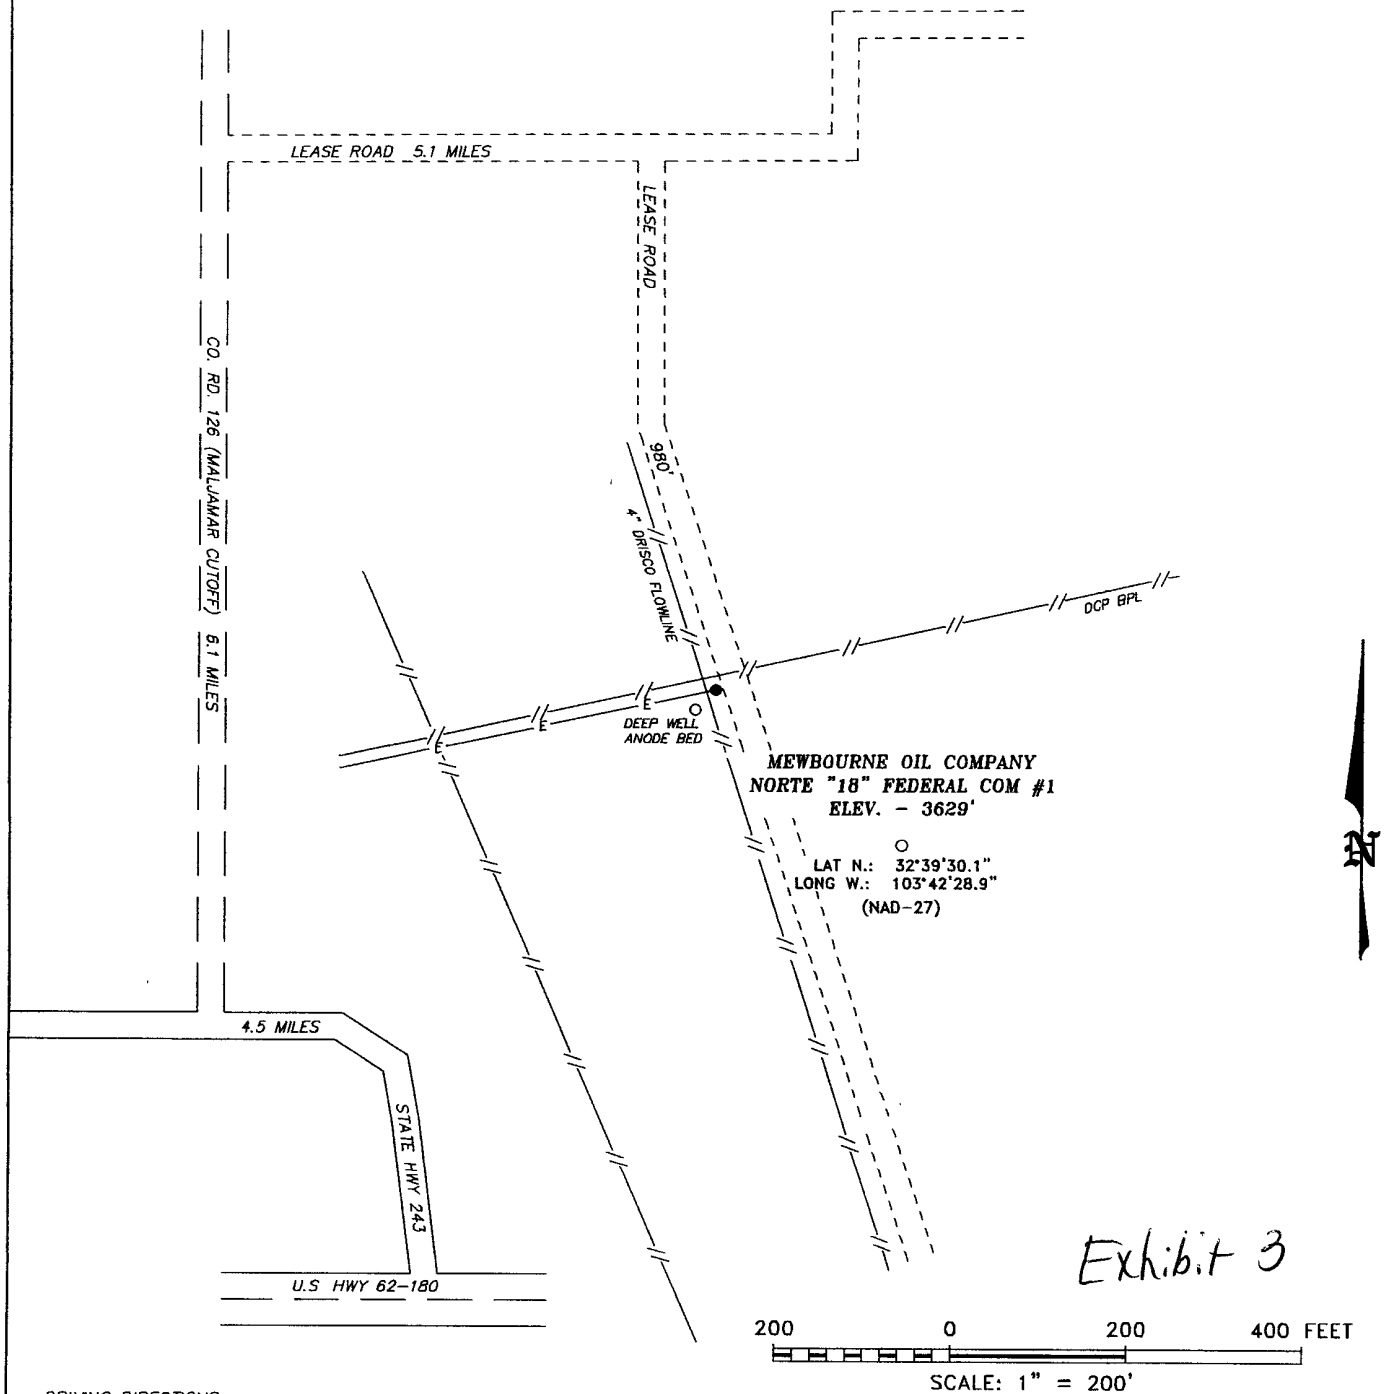 LEASE ROAD 5.1 MILES
LEASE ROAD
CO. RD. 126 (MALJAMAR CUTOFF) 6.1 MILES
980'
4" DRISCO FLOWLINE
DCP BPL
E
E
E
DEEP WELL
ANODE BED
MEWBOURNE OIL COMPANY
NORTE "18" FEDERAL COM #1
ELEV. - 3629'
LAT N.: 32°39'30.1"
LONG W.: 103°42'28.9"
(NAD-27)
N
4.5 MILES
STATE HWY 243
U.S HWY 62-180
Exhibit 3
200 0 200 400 FEET
SCALE: 1" = 200'